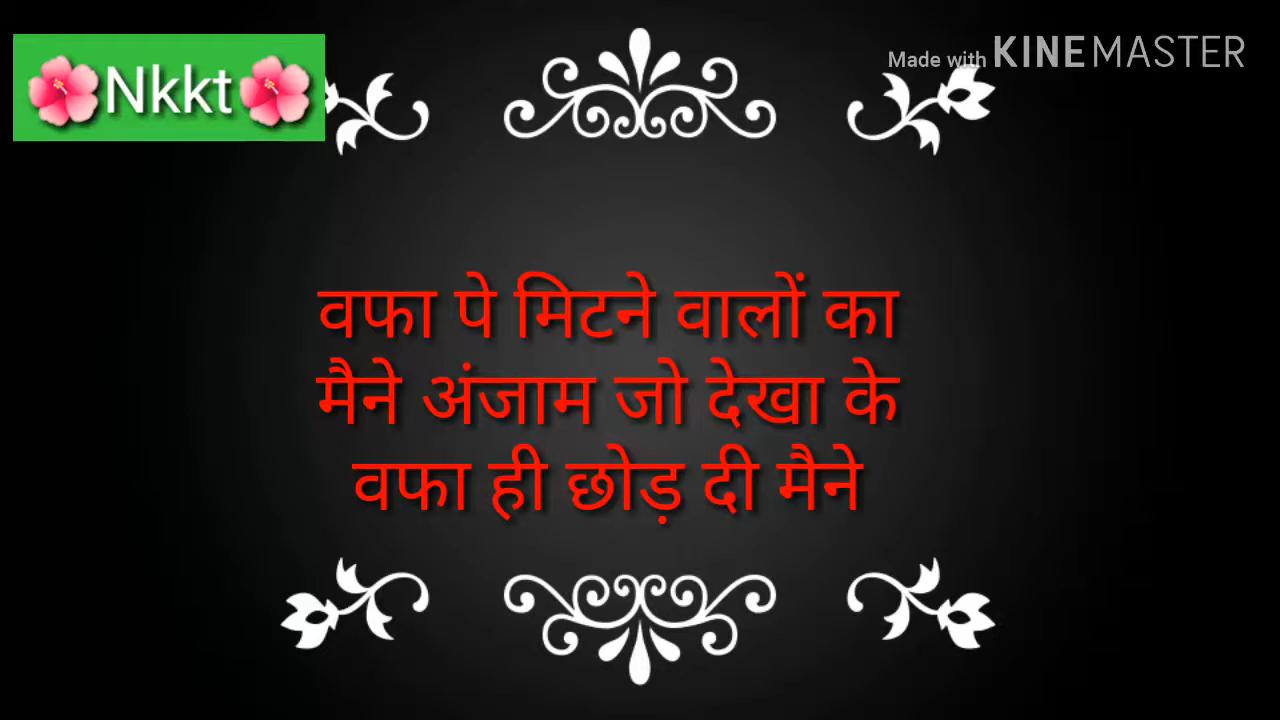 Nkkt
Made with KINEMASTER
वफा पे मिटने वालों का
मैने अंजाम जो देखा के
वफा ही छोड़ दी मैने